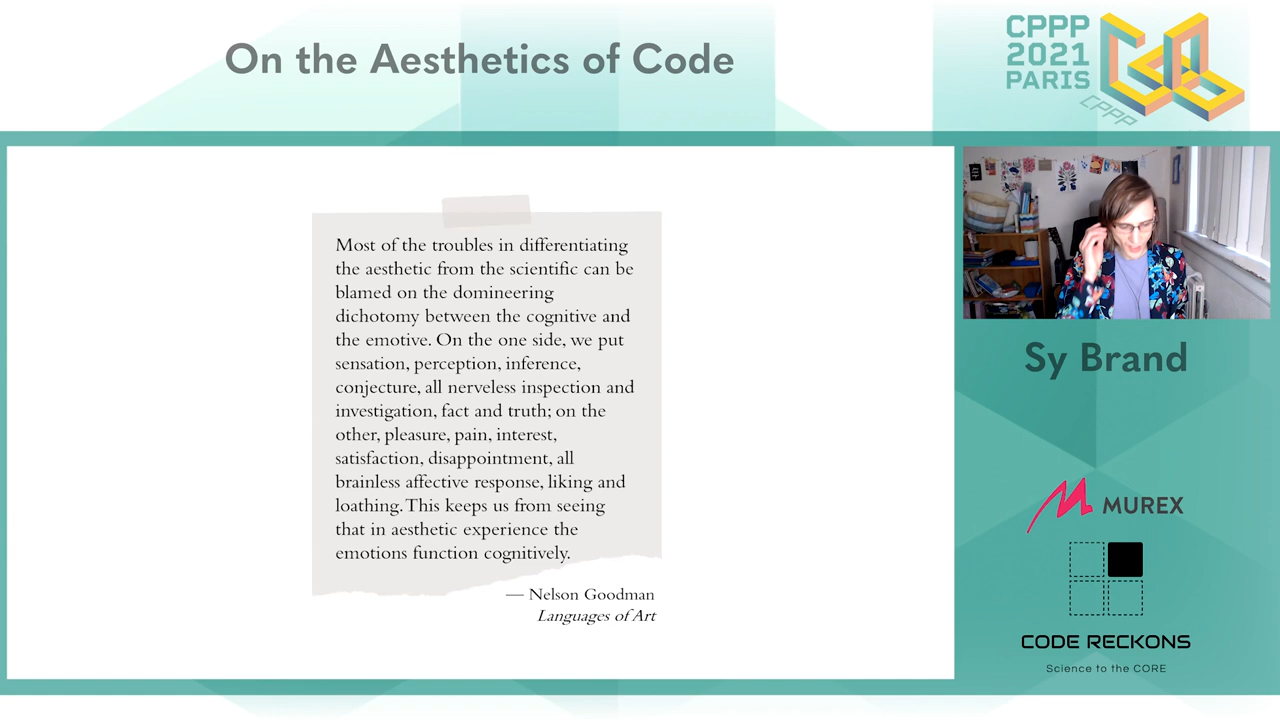 On the Aesthetics of Code
CPPP
2021
PARIS
CPPP
Most of the troubles in differentiating
the aesthetic from the scientific can be
blamed on the domineering
dichotomy between the cognitive and
the emotive. On the one side, we put
sensation, perception, inference,
conjecture, all nerveless inspection and
investigation, fact and truth; on the
other, pleasure, pain, interest,
satisfaction, disappointment, all
brainless affective response, liking and
loathing. This keeps us from seeing
that in aesthetic experience the
emotions function cognitively.
— Nelson Goodman
Languages of Art
Sy Brand
MUREX
CODE RECKONS
Science to the CORE